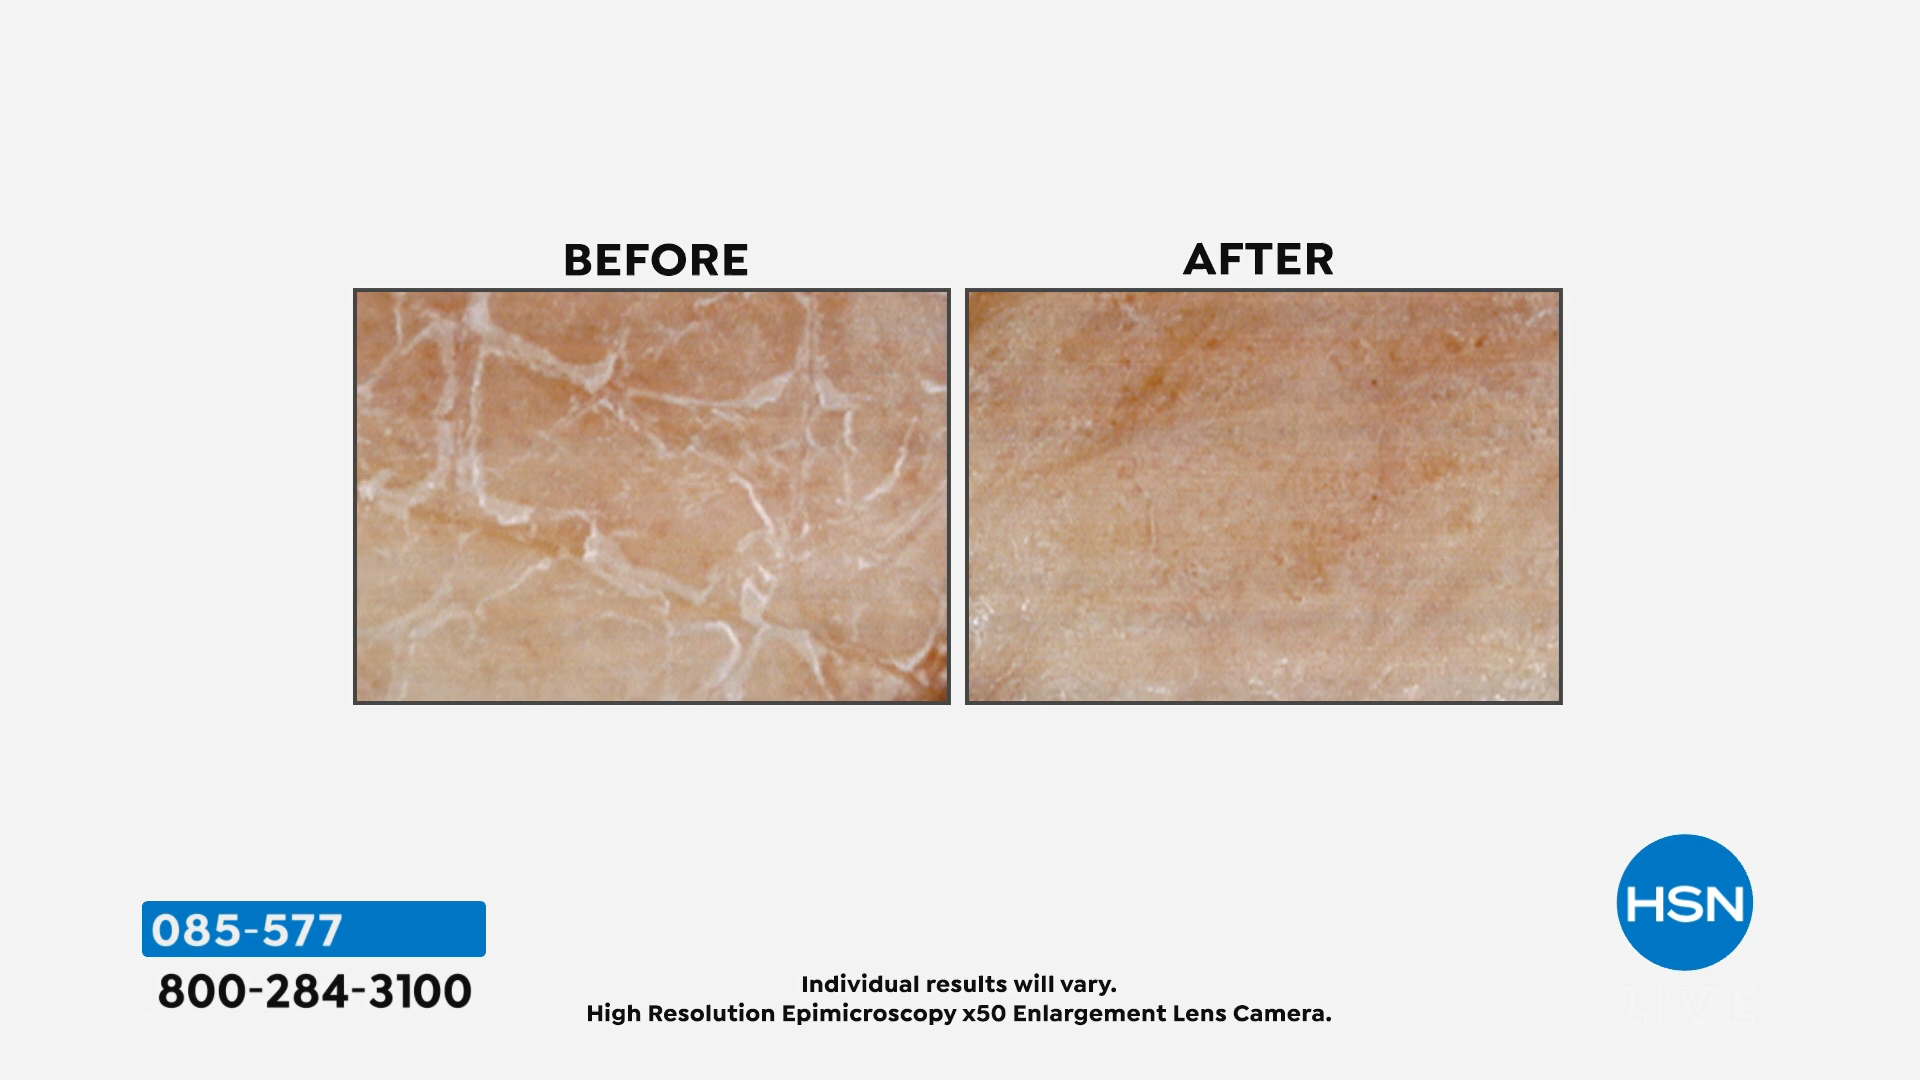 BEFORE
AFTER
085-577
800-284-3100
Individual results will vary.
High Resolution Epimicroscopy x50 Enlargement Lens Camera.
HSN
LIVE